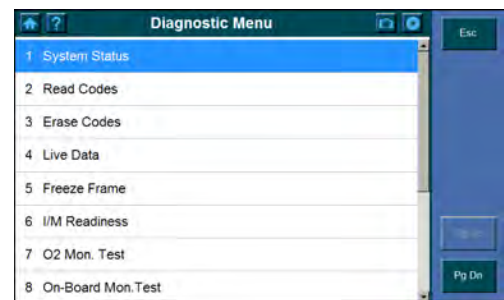 Diagnostic Menu
Esc
1 System Status
2 Read Codes
3 Erase Codes
4 Live Data
5 Freeze Frame
6 I/M Readiness
7 O2 Mon. Test
8 On-Board Mon.Test
Pg Dn